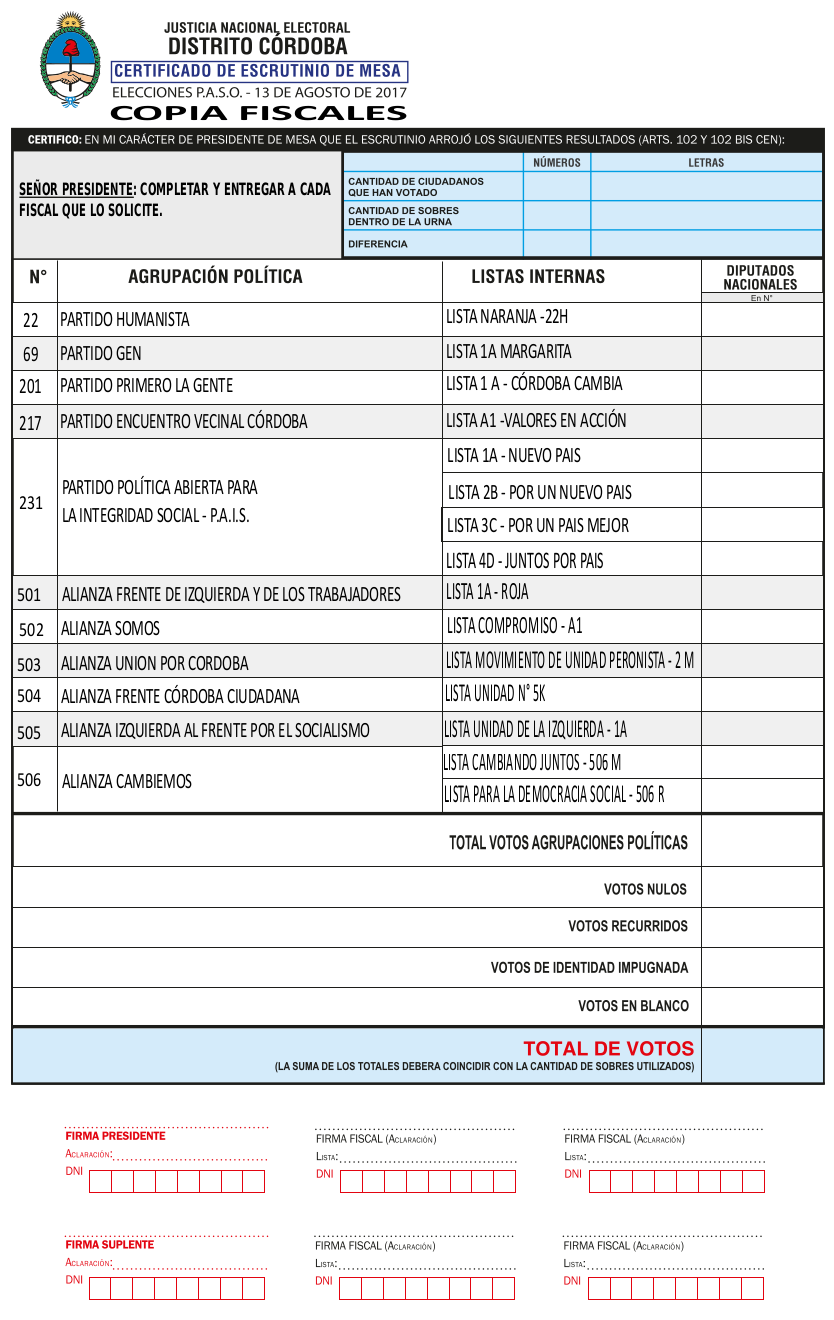 JUSTICIA NACIONAL ELECTORAL
DISTRITO CÓRDOBA
CERTIFICADO DE ESCRUTINIO DE MESA
ELECCIONES P.A.S.O. - 13 DE AGOSTO DE 2017
COPIA FISCALES
CERTIFICO: EN MI CARÁCTER DE PRESIDENTE DE MESA QUE EL ESCRUTINIO ARROJÓ LOS SIGUIENTES RESULTADOS (ARTS. 102 Y 102 BIS CEN):
SEÑOR PRESIDENTE: COMPLETAR Y ENTREGAR A CADA
FISCAL QUE LO SOLICITE.
NÚMEROS LETRAS
CANTIDAD DE CIUDADANOS
QUE HAN VOTADO
CANTIDAD DE SOBRES
DENTRO DE LA URNA
DIFERENCIA
N° AGRUPACIÓN POLÍTICA LISTAS INTERNAS DIPUTADOS
NACIONALES
En N°
22 PARTIDO HUMANISTA LISTA NARANJA -22H
69 PARTIDO GEN LISTA 1A MARGARITA
201 PARTIDO PRIMERO LA GENTE LISTA 1 A - CÓRDOBA CAMBIA
217 PARTIDO ENCUENTRO VECINAL CÓRDOBA LISTA A1 -VALORES EN ACCIÓN
231 PARTIDO POLÍTICA ABIERTA PARA
LA INTEGRIDAD SOCIAL - P.A.I.S.
LISTA 1A - NUEVO PAIS
LISTA 2B - POR UN NUEVO PAIS
LISTA 3C - POR UN PAIS MEJOR
LISTA 4D - JUNTOS POR PAIS
501 ALIANZA FRENTE DE IZQUIERDA Y DE LOS TRABAJADORES LISTA 1A - ROJA
502 ALIANZA SOMOS LISTA COMPROMISO - A1
503 ALIANZA UNION POR CORDOBA LISTA MOVIMIENTO DE UNIDAD PERONISTA - 2 M
504 ALIANZA FRENTE CÓRDOBA CIUDADANA LISTA UNIDAD N° 5K
505 ALIANZA IZQUIERDA AL FRENTE POR EL SOCIALISMO LISTA UNIDAD DE LA IZQUIERDA - 1A
506 ALIANZA CAMBIEMOS
LISTA CAMBIANDO JUNTOS - 506 M
LISTA PARA LA DEMOCRACIA SOCIAL - 506 R
TOTAL VOTOS AGRUPACIONES POLÍTICAS
VOTOS NULOS
VOTOS RECURRIDOS
VOTOS DE IDENTIDAD IMPUGNADA
VOTOS EN BLANCO
TOTAL DE VOTOS
(LA SUMA DE LOS TOTALES DEBERA COINCIDIR CON LA CANTIDAD DE SOBRES UTILIZADOS)
FIRMA PRESIDENTE FIRMA FISCAL (ACLARACIÓN) FIRMA FISCAL (ACLARACIÓN)
ACLARACIÓN: LISTA: LISTA:
DNI DNI DNI
FIRMA SUPLENTE FIRMA FISCAL (ACLARACIÓN) FIRMA FISCAL (ACLARACIÓN)
ACLARACIÓN: LISTA: LISTA:
DNI DNI DNI